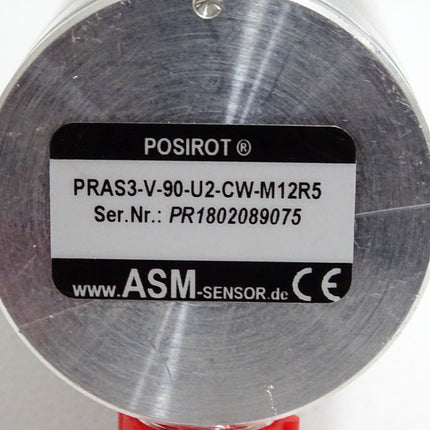 POSIROT ®
PRAS3-V-90-U2-CW-M12R5
Ser.Nr.: PR1802089075
www.ASM-SENSOR.de CE